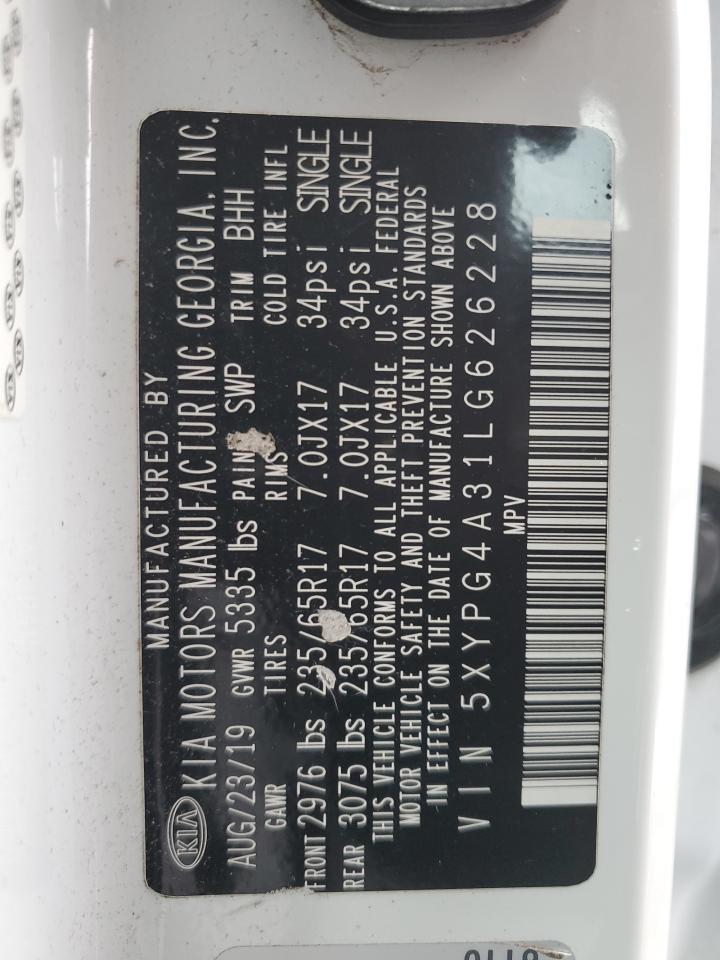 MANUFACTURED BY
KIA KIA MOTORS MANUFACTURING GEORGIA, INC.
AUG/23/19 GVWR 5335 lbs PAINT SWP TRIM BHH
GAWR TIRES RIMS COLD TIRE INFL
FRONT 2976 lbs 235/65R17 7.0JX17 34psi SINGLE
REAR 3075 lbs 235/65R17 7.0JX17 34psi SINGLE
THIS VEHICLE CONFORMS TO ALL APPLICABLE U.S.A. FEDERAL
MOTOR VEHICLE SAFETY AND THEFT PREVENTION STANDARDS
IN EFFECT ON THE DATE OF MANUFACTURE SHOWN ABOVE
VIN 5XYPG4A31LG626228
MPV